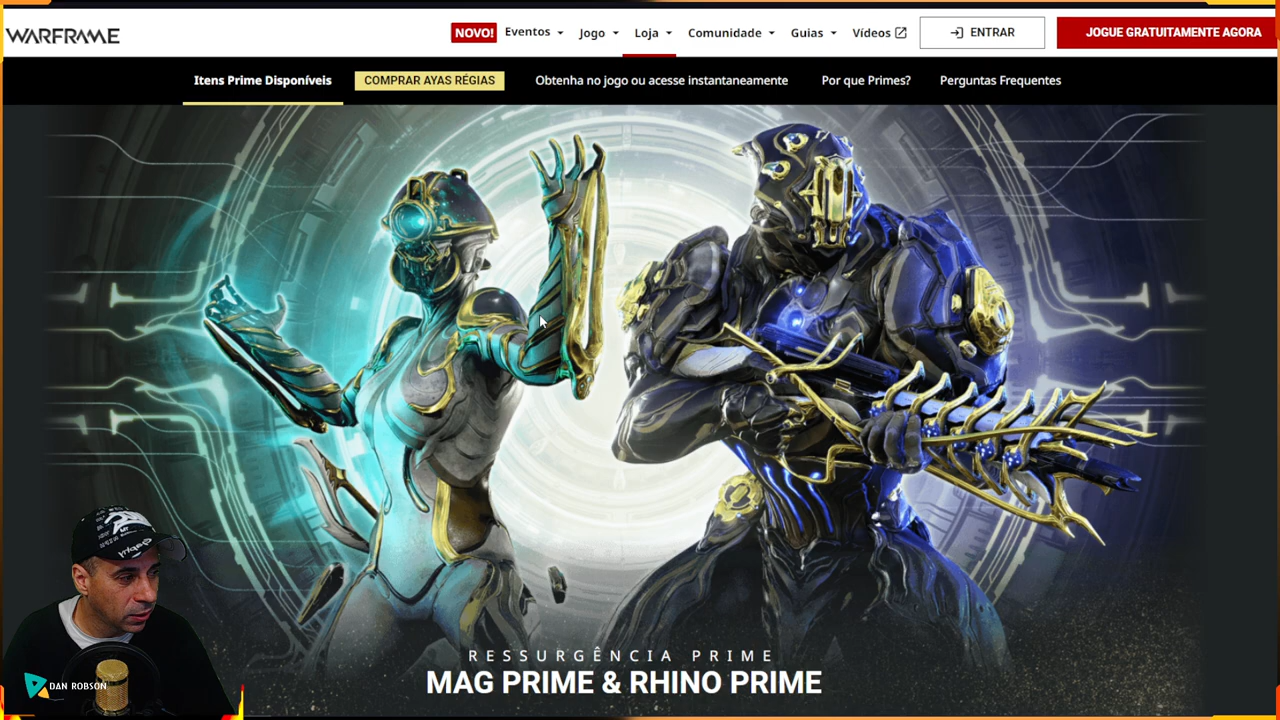 WARFRAME
NOVO! Eventos Jogo Loja Comunidade Guias Vídeos ENTRAR JOGUE GRATUITAMENTE AGORA
Itens Prime Disponíveis COMPRAR AYAS RÉGIAS Obtenha no jogo ou acesse instantaneamente Por que Primes? Perguntas Frequentes
RESSURGÊNCIA PRIME
MAG PRIME & RHINO PRIME
DAN ROBSON